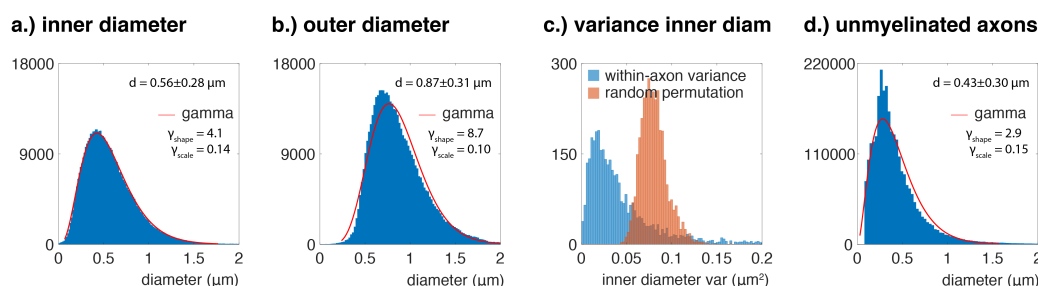 a.) inner diameter
18000
9000
0
0
0.5
1
1.5
2
diameter (µm)
d = 0.56±0.28 µm
gamma
γshape = 4.1
γscale = 0.14
b.) outer diameter
18000
9000
0
0
0.5
1
1.5
2
diameter (µm)
d = 0.87±0.31 µm
gamma
γshape = 8.7
γscale = 0.10
c.) variance inner diam
300
150
0
0
0.05
0.1
0.15
0.2
inner diameter var (µm²)
within-axon variance
random permutation
d.) unmyelinated axons
220000
110000
0
0
0.5
1
1.5
2
diameter (µm)
d = 0.43±0.30 µm
gamma
γshape = 2.9
γscale = 0.15